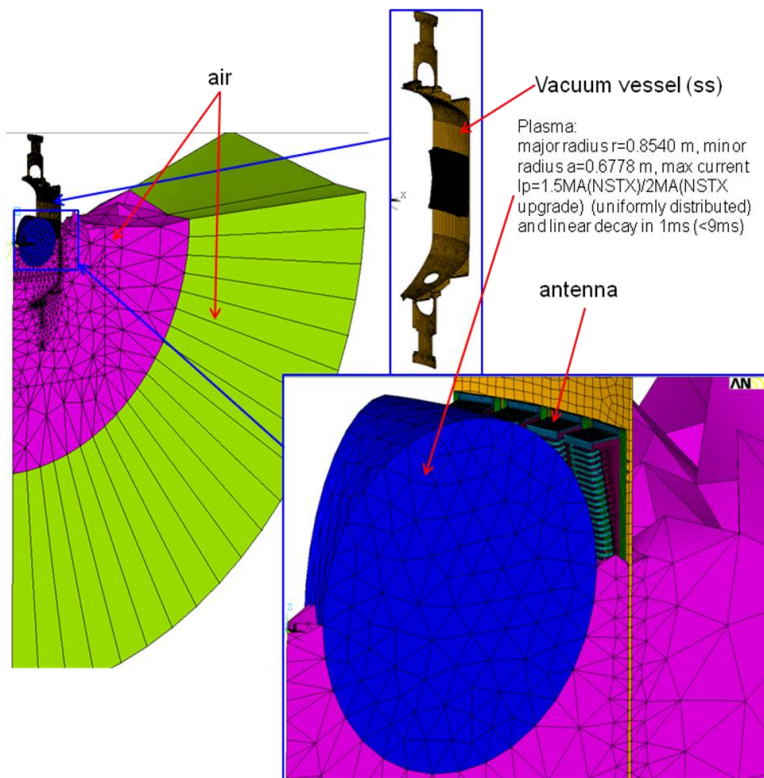 air
Vacuum vessel (ss)
Plasma:
major radius r=0.8540 m, minor
radius a=0.6778 m, max current
Ip=1.5MA(NSTX)/2MA(NSTX
upgrade) (uniformly distributed)
and linear decay in 1ms (<9ms)
x
antenna
AN